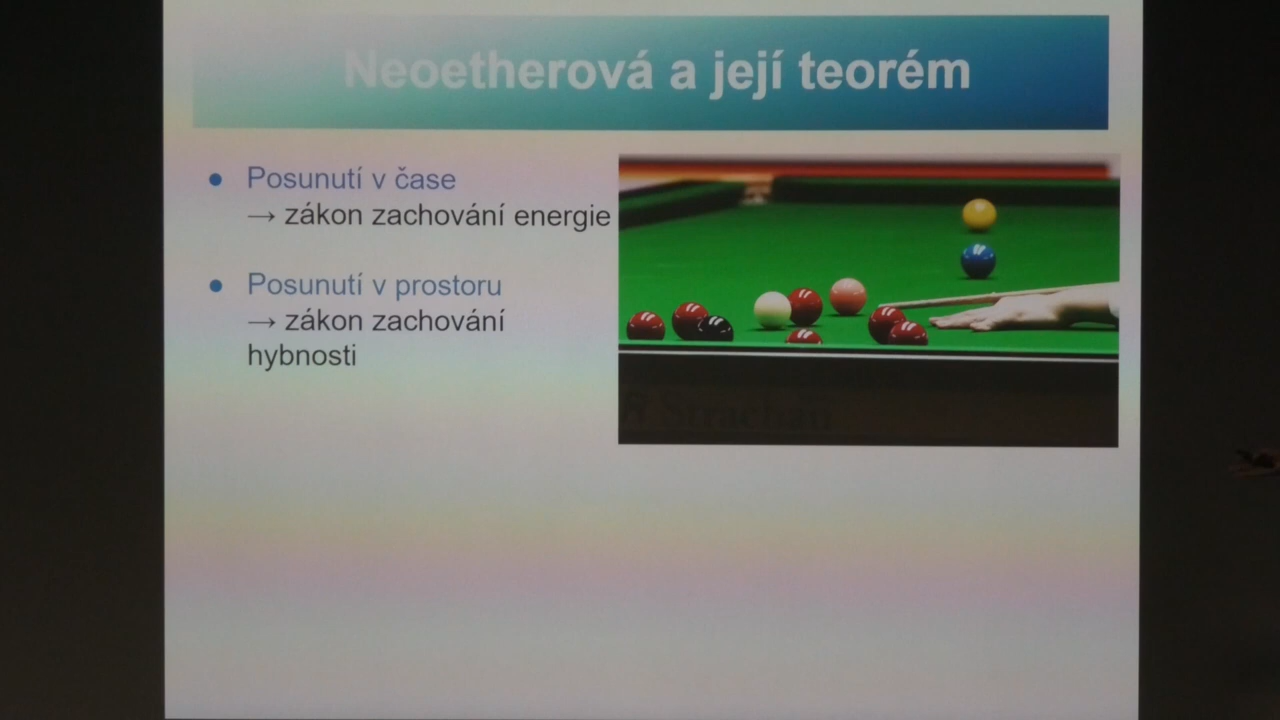 Neoetherová a její teorém
● Posunutí v čase
→ zákon zachování energie
● Posunutí v prostoru
→ zákon zachování
hybnosti